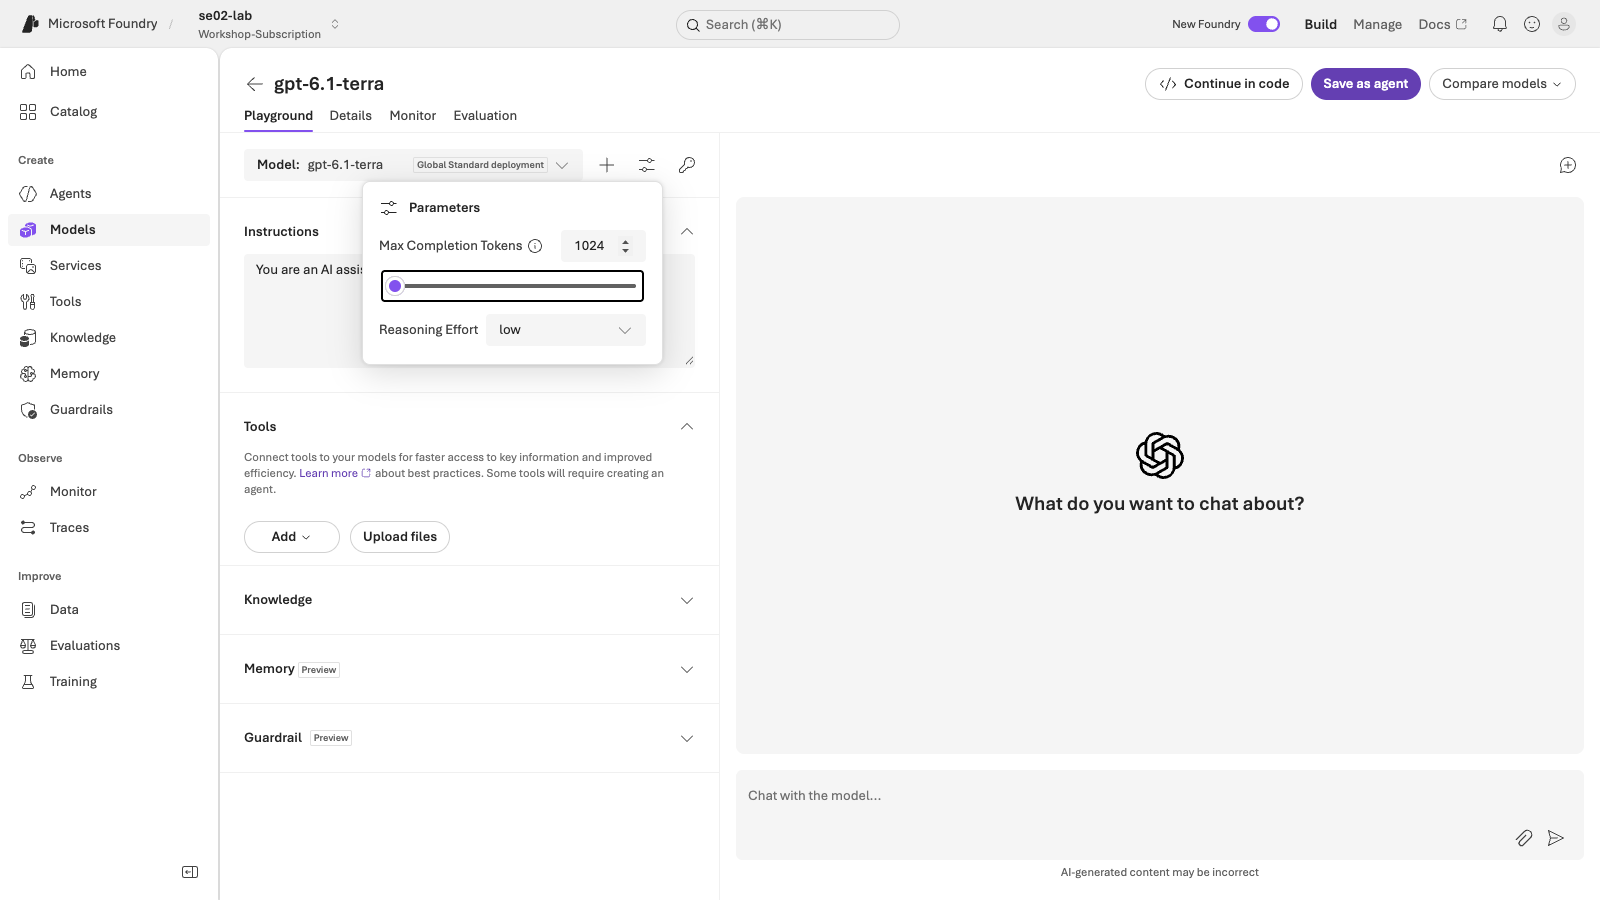 Microsoft Foundry
/
se02-lab
Workshop-Subscription
Search (⌘K)
New Foundry
Build
Manage
Docs
Home
Catalog
Create
Agents
Models
Services
Tools
Knowledge
Memory
Guardrails
Observe
Monitor
Traces
Improve
Data
Evaluations
Training
gpt-6.1-terra
Continue in code
Save as agent
Compare models
Playground
Details
Monitor
Evaluation
Model: gpt-6.1-terra
Global Standard deployment
Parameters
Max Completion Tokens
1024
Reasoning Effort
low
Instructions
You are an AI assis
Tools
Connect tools to your models for faster access to key information and improved
efficiency. Learn more about best practices. Some tools will require creating an
agent.
Add
Upload files
Knowledge
Memory Preview
Guardrail Preview
What do you want to chat about?
Chat with the model...
AI-generated content may be incorrect